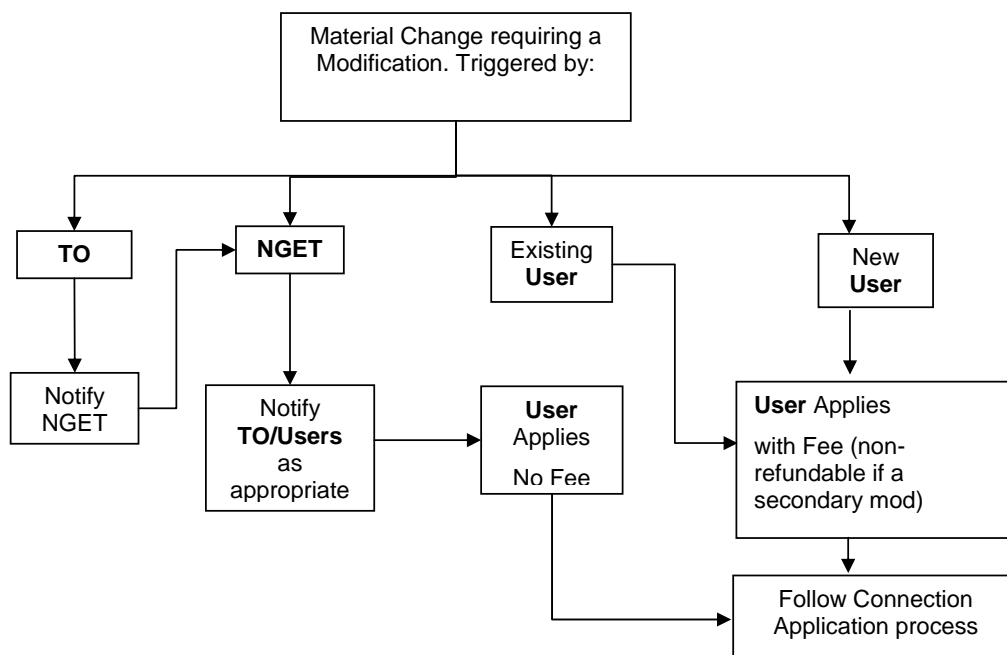 Material Change requiring a
Modification. Triggered by:
TO
NGET
Existing
User
New
User
Notify
NGET
Notify
TO/Users
as
appropriate
User
Applies
No Fee
User Applies
with Fee (non-
refundable if a
secondary mod)
Follow Connection
Application process